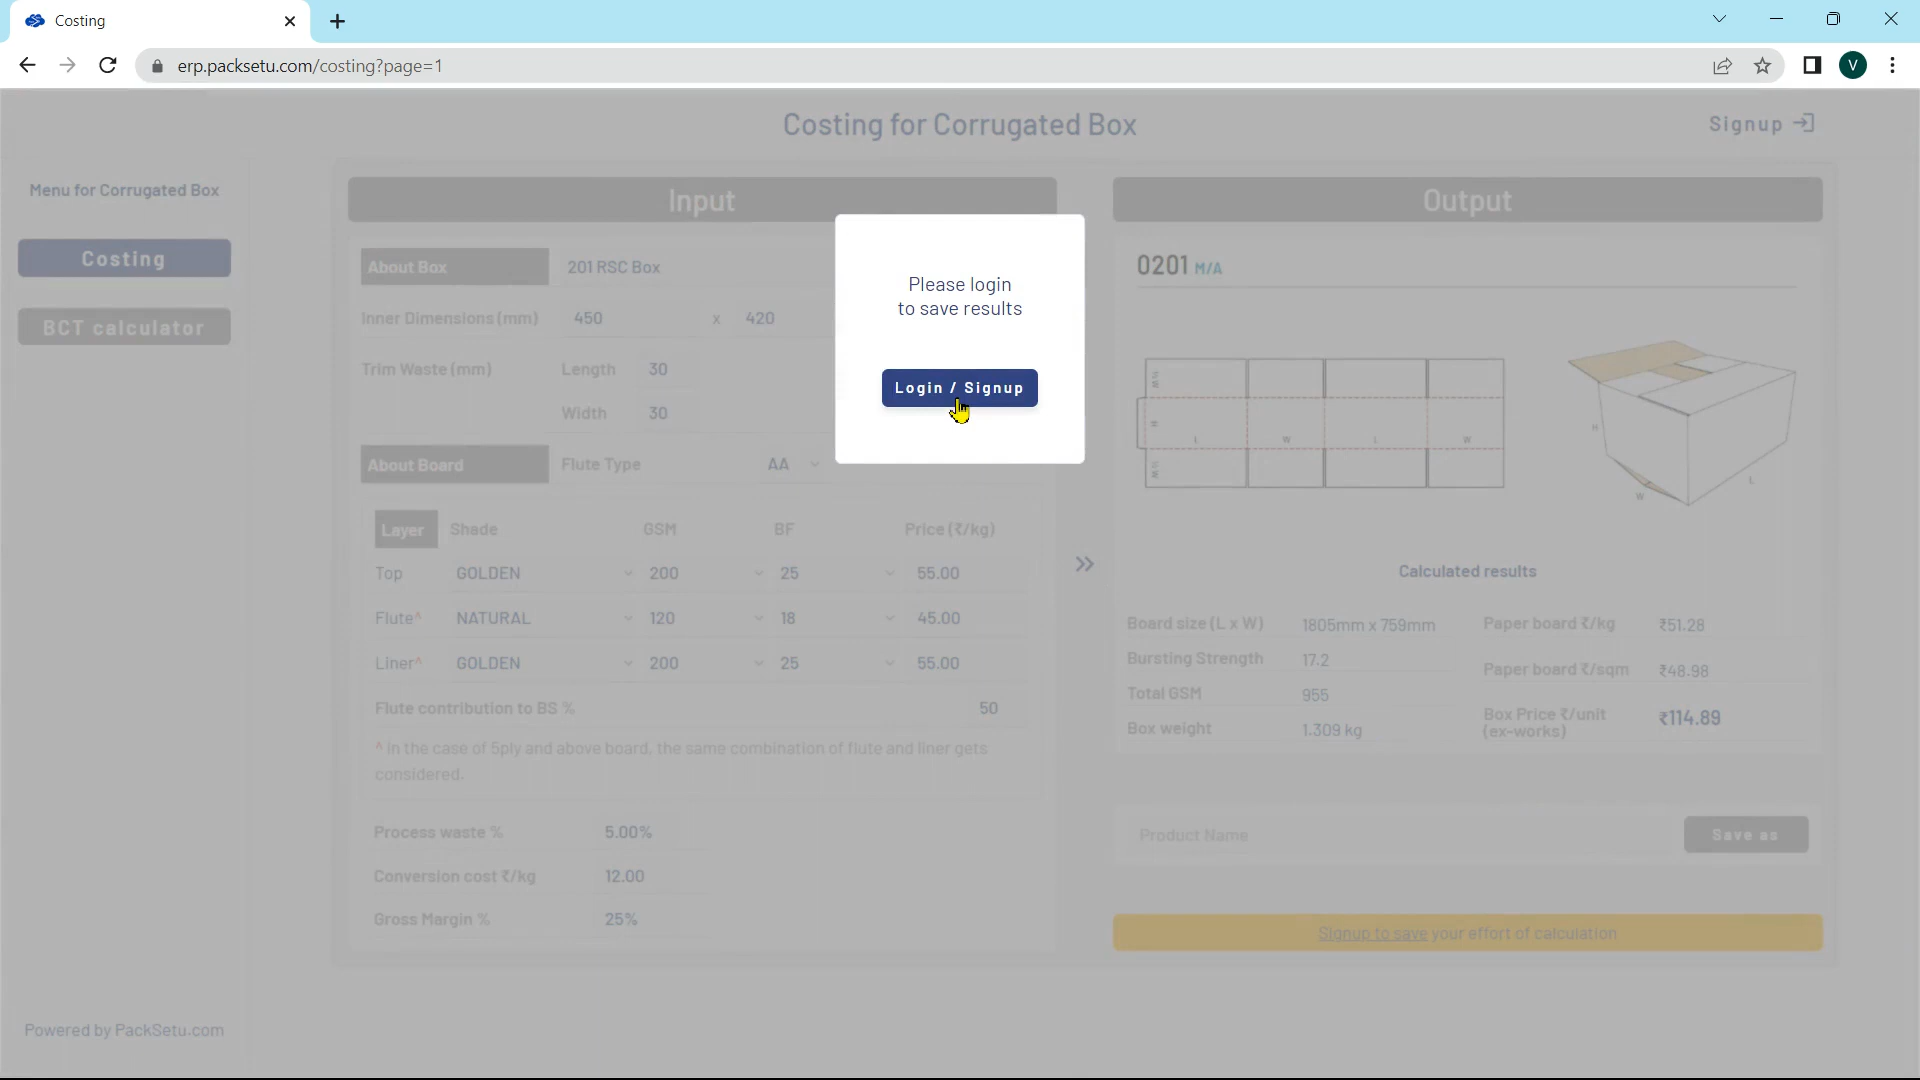 Costing
erp.packsetu.com/costing?page=1
V
Costing for Corrugated Box
Signup
Menu for Corrugated Box
Costing
BCT calculator
Input
About Box 201 RSC Box
Inner Dimensions (mm) 450 x 420
Trim Waste (mm) Length 30
Width 30
About Board Flute Type AA
Layer Shade GSM BF Price (₹/kg)
Top GOLDEN 200 25 55.00
Flute^ NATURAL 120 18 45.00
Liner^ GOLDEN 200 25 55.00
Flute contribution to BS % 50
^ In the case of 5ply and above board, the same combination of flute and liner gets
considered.
Process waste % 5.00%
Conversion cost ₹/kg 12.00
Gross Margin % 25%
Please login
to save results
Login / Signup
Output
0201 M/A
½W
H
½W
L W L W
H
W
L
Calculated results
Board size (L x W) 1805mm x 759mm Paper board ₹/kg ₹51.28
Bursting Strength 17.2 Paper board ₹/sqm ₹48.98
Total GSM 955
Box weight 1.309 kg
Box Price ₹/unit ₹114.89
(ex-works)
Product Name Save as
Signup to save your effort of calculation
Powered by PackSetu.com